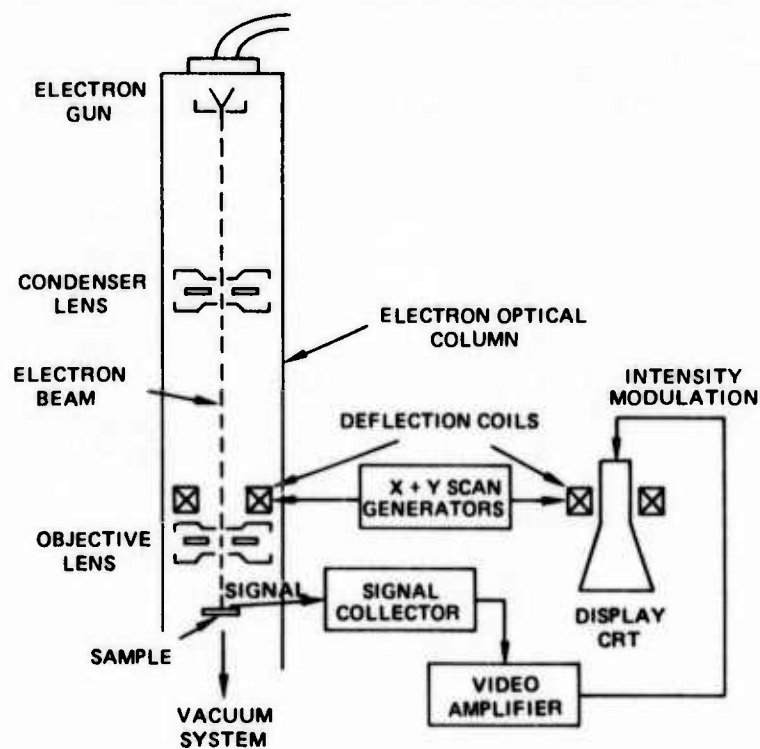 ELECTRON
GUN
CONDENSER
LENS
ELECTRON OPTICAL
COLUMN
ELECTRON
BEAM
INTENSITY
MODULATION
DEFLECTION COILS
X + Y SCAN
GENERATORS
OBJECTIVE
LENS
SIGNAL
SIGNAL
COLLECTOR
DISPLAY
CRT
SAMPLE
VIDEO
AMPLIFIER
VACUUM
SYSTEM